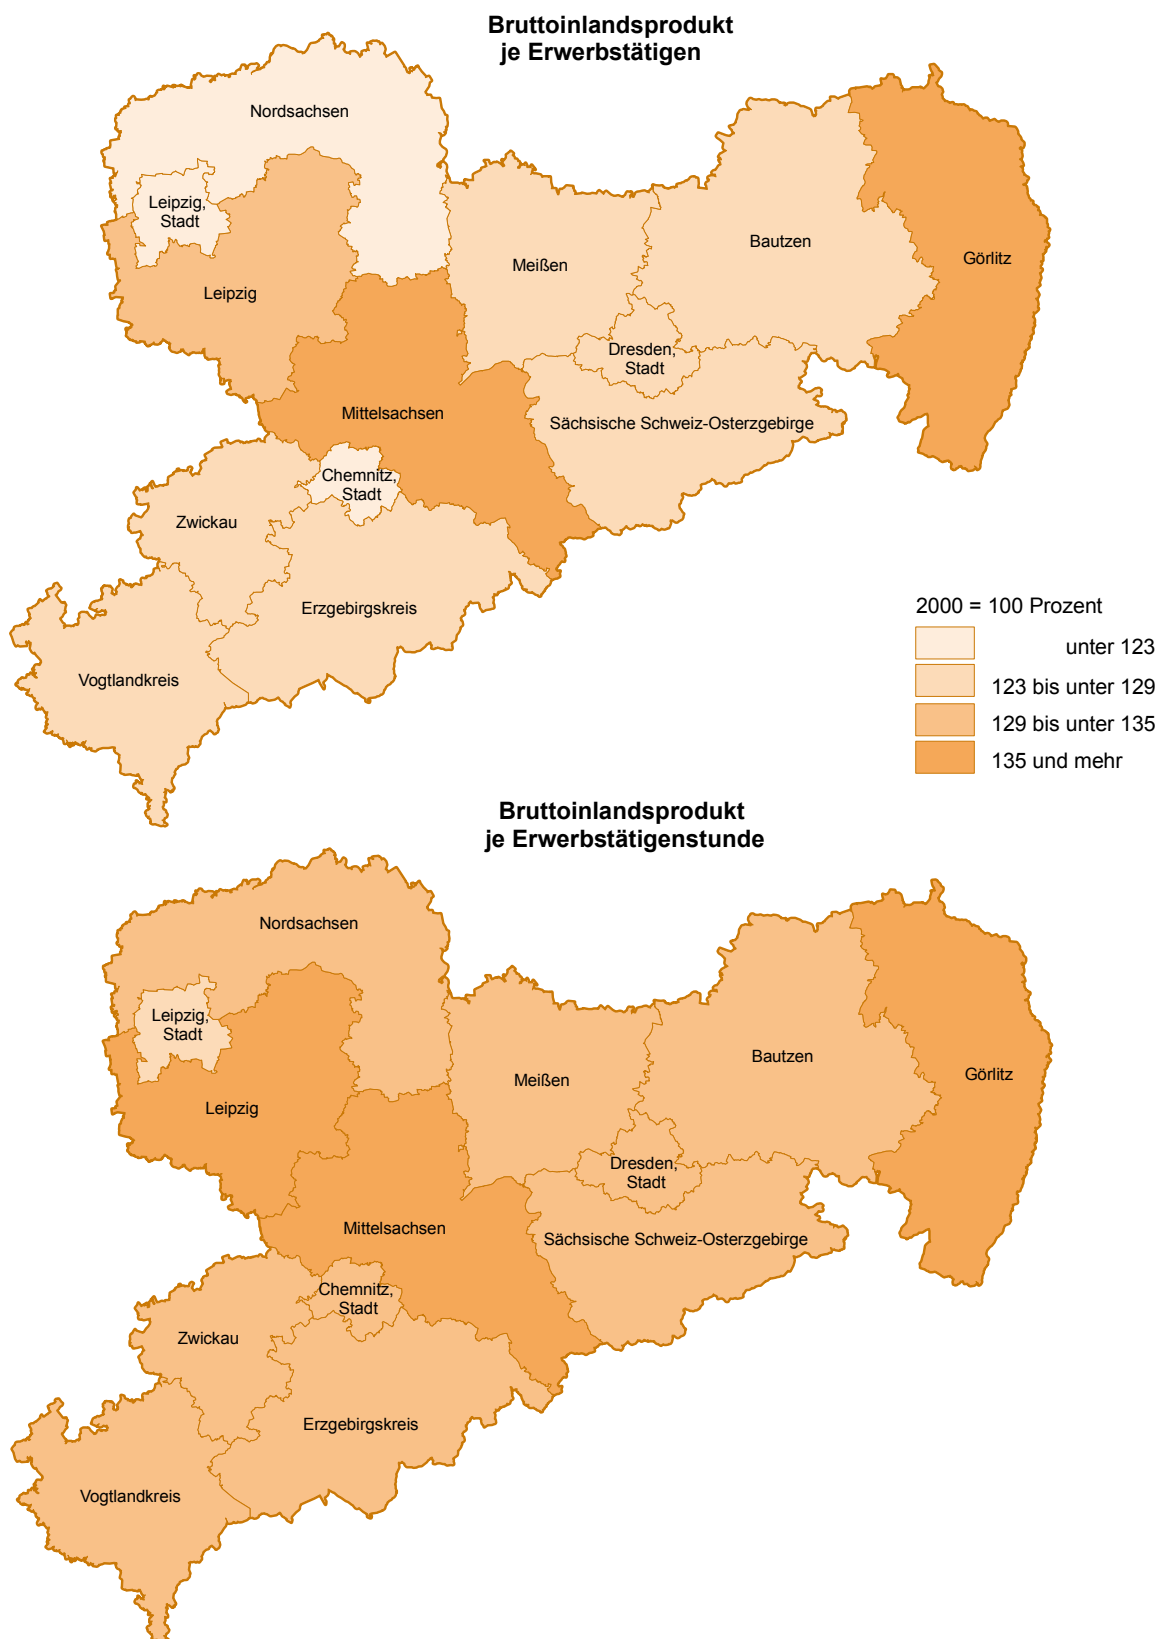 Bruttoinlandsprodukt
je Erwerbstätigen
Nordsachsen
Leipzig,
Stadt
Leipzig
Meißen
Bautzen
Görlitz
Dresden,
Stadt
Mittelsachsen
Sächsische Schweiz-Osterzgebirge
Chemnitz,
Stadt
Zwickau
Erzgebirgskreis
Vogtlandkreis
2000 = 100 Prozent
unter 123
123 bis unter 129
129 bis unter 135
135 und mehr
Bruttoinlandsprodukt
je Erwerbstätigenstunde
Nordsachsen
Leipzig,
Stadt
Leipzig
Meißen
Bautzen
Görlitz
Dresden,
Stadt
Mittelsachsen
Sächsische Schweiz-Osterzgebirge
Chemnitz,
Stadt
Zwickau
Erzgebirgskreis
Vogtlandkreis